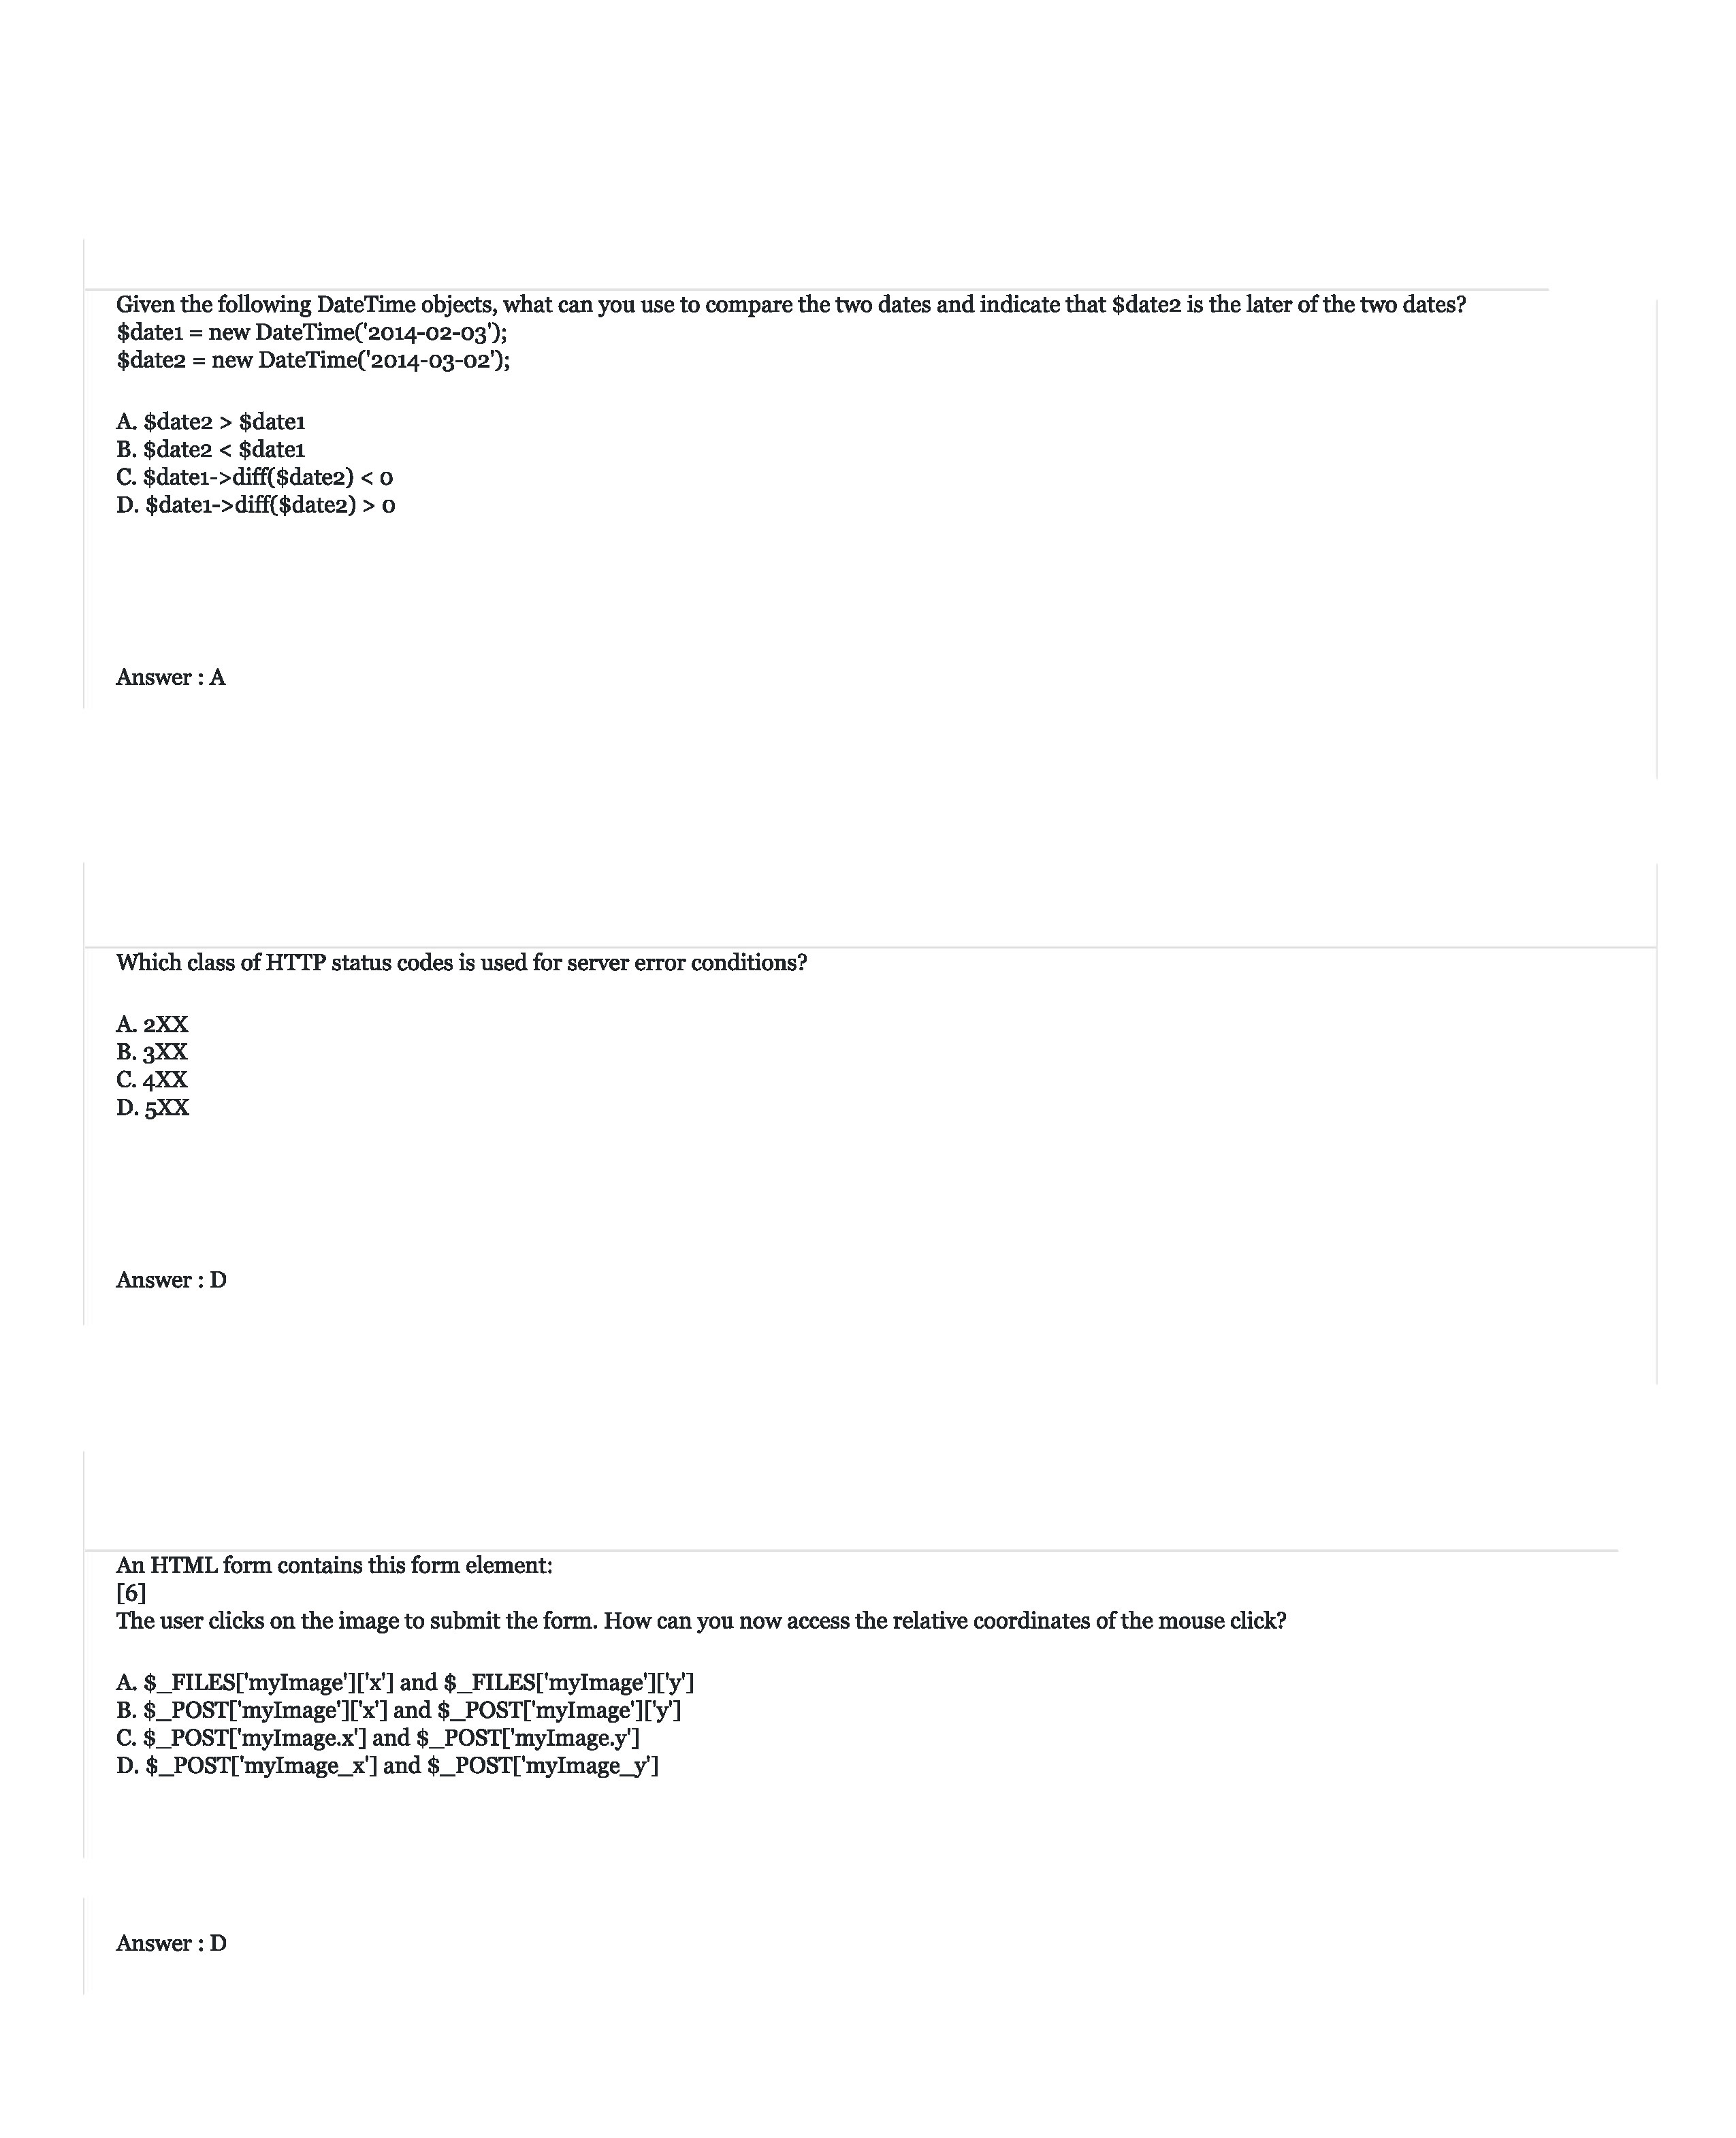 Given the following DateTime objects, what can you use to compare the two dates and indicate that $date2 is the later of the two dates?
$date1 = new DateTime('2014-02-03');
$date2 = new DateTime('2014-03-02');
A. $date2 > $date1
B. $date2 < $date1
C. $date1->diff($date2) < 0
D. $date1->diff($date2) > 0
Answer : A
Which class of HTTP status codes is used for server error conditions?
A. 2XX
B. 3XX
C. 4XX
D. 5XX
Answer : D
An HTML form contains this form element:
[6]
The user clicks on the image to submit the form. How can you now access the relative coordinates of the mouse click?
A. $_FILES['myImage']['x'] and $_FILES['myImage']['y']
B. $_POST['myImage']['x'] and $_POST['myImage']['y']
C. $_POST['myImage.x'] and $_POST['myImage.y']
D. $_POST['myImage_x'] and $_POST['myImage_y']
Answer : D